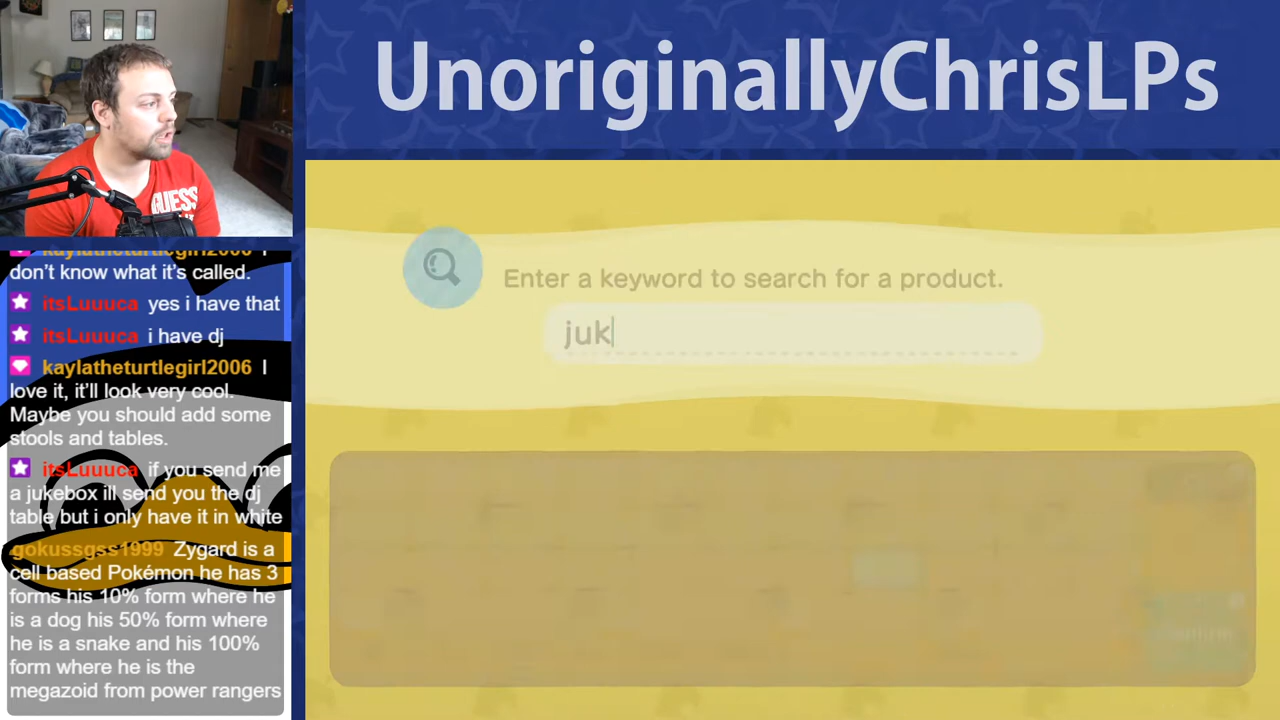 UnoriginallyChrisLPs
GUESS
Enter a keyword to search for a product.
juk
kaylatheturtlegirl2006 I
don't know what it's called.
itsLuuuca yes i have that
itsLuuuca i have dj
kaylatheturtlegirl2006 I
love it, it'll look very cool.
Maybe you should add some
stools and tables.
itsLuuuca if you send me
a jukebox ill send you the dj
table but i only have it in white
gokussgss1999 Zygard is a
cell based Pokémon he has 3
forms his 10% form where he
is a dog his 50% form where
he is a snake and his 100%
form where he is the
megazoid from power rangers